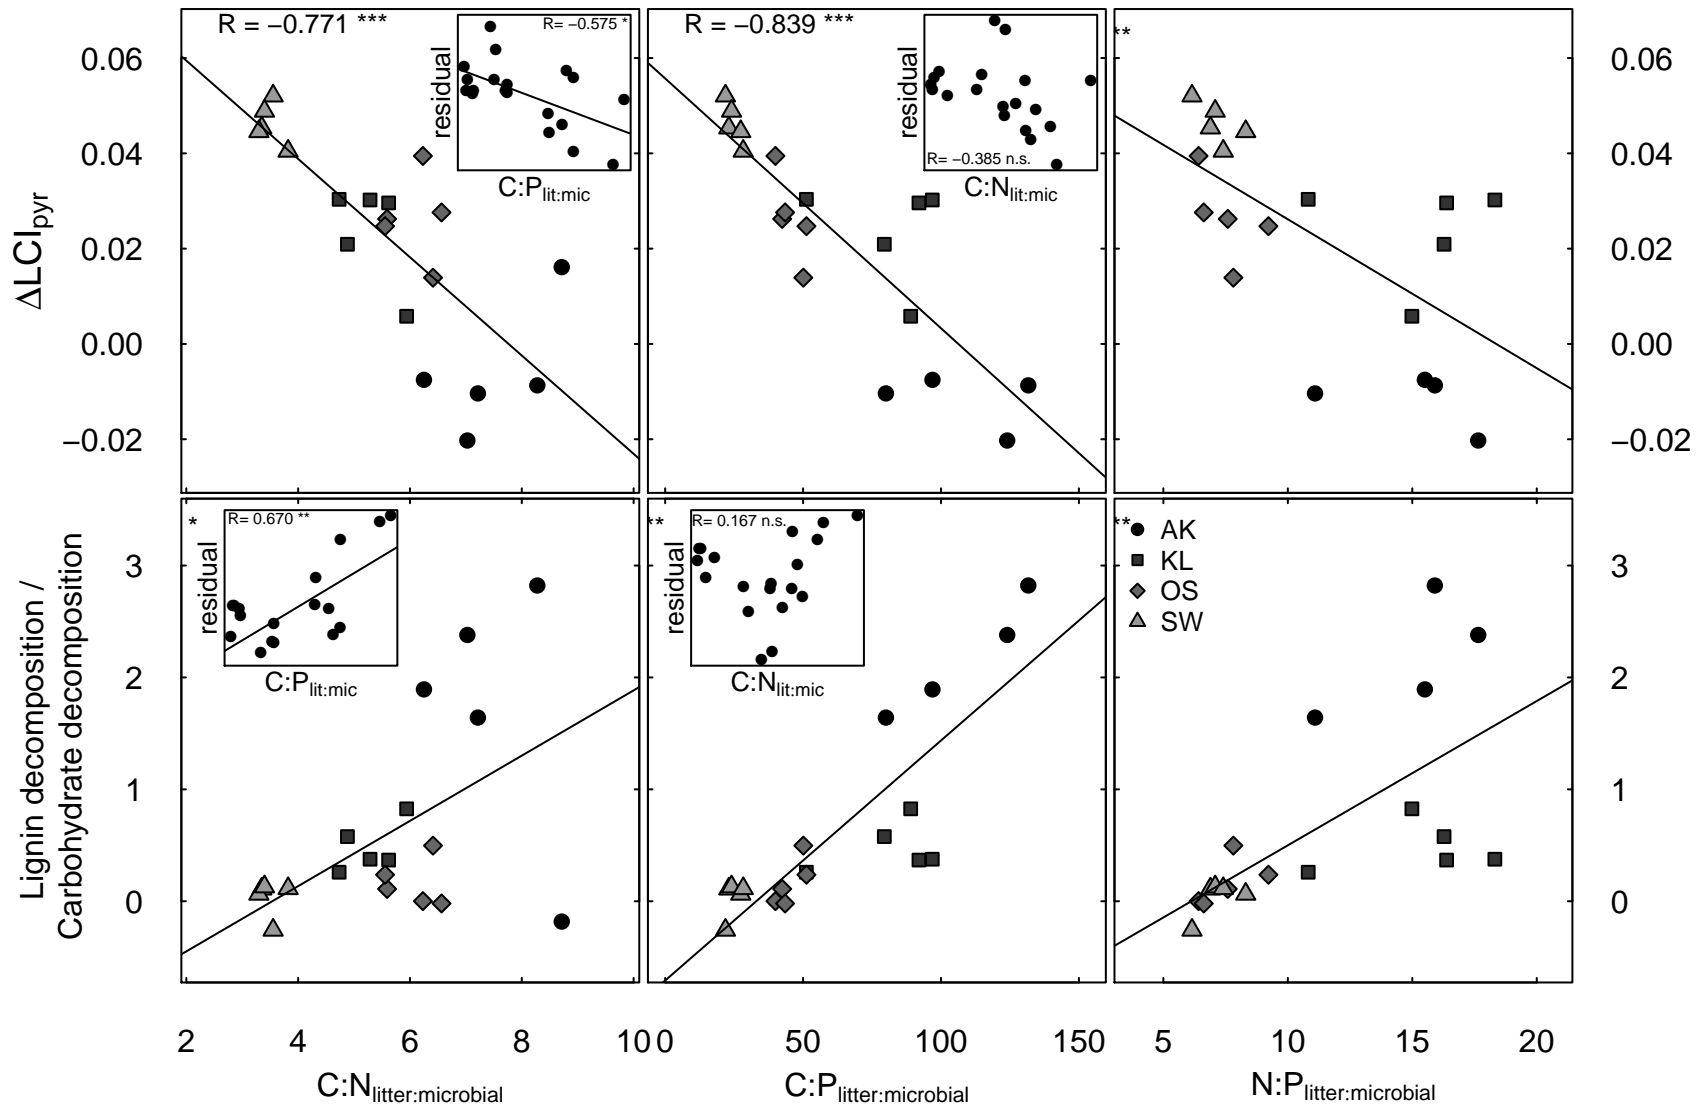 R = −0.771 ***
R = −0.575 *
residual
C:Plit:mic
R = −0.839 ***
residual
R= −0.385 n.s.
C:Nlit:mic
**
0.06
0.04
0.02
0.00
−0.02
ΔLCIpyr
0.06
0.04
0.02
0.00
−0.02
*
R= 0.670 **
residual
C:Plit:mic
**
R= 0.167 n.s.
residual
C:Nlit:mic
**
AK
KL
OS
SW
3
2
1
0
Lignin decomposition /
Carbohydrate decomposition
3
2
1
0
2 4 6 8 10
0 50 100 150
5 10 15 20
C:Nlitter:microbial
C:Plitter:microbial
N:Plitter:microbial